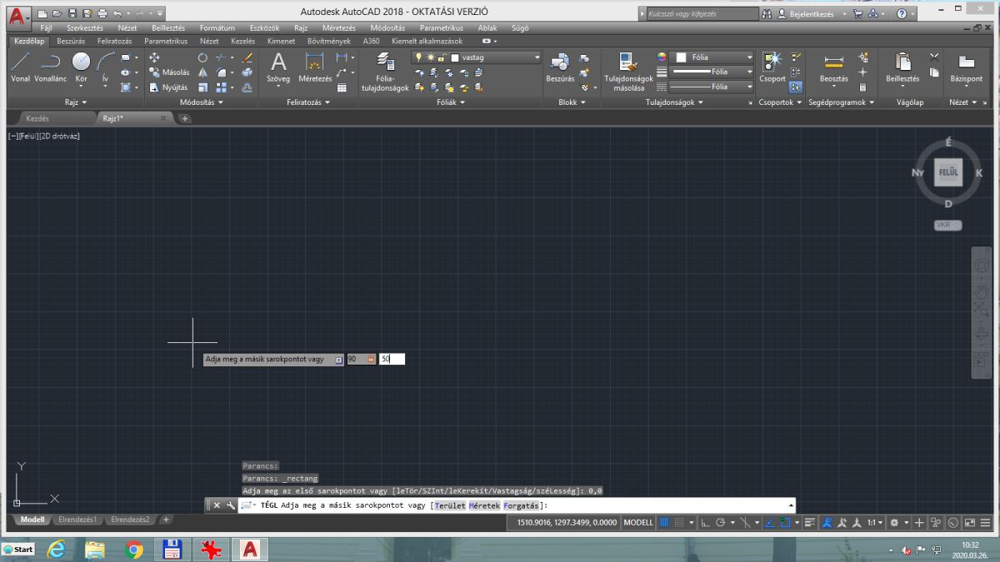 Autodesk AutoCAD 2018 - OKTATÁSI VERZIÓ
Kulcsszó vagy kifejezés
Bejelentkezés
Fájl Szerkesztés Nézet Beillesztés Formátum Eszközök Rajz Méretezés Módosítás Parametrikus Ablak Súgó
Kezdőlap Beszúrás Feliratozás Parametrikus Nézet Kezelés Kimenet Bővítmények A360 Kiemelt alkalmazások
Vonal Vonallánc Kör Ív
Másolás
Nyújtás
Szöveg Méretezés
Fólia-
tulajdonságok
vastag
Beszúrás
Tulajdonságok
másolása
Fólia
Fólia
Fólia
Csoport
Beosztás
Beillesztés
Bázispont
Rajz Módosítás Feliratozás Fóliák Blokk Tulajdonságok Csoportok Segédprogramok Vágólap Nézet
Kezdés Rajz1*
[−][Felül][2D drótváz]
É
Ny FELÜL K
D
VKR
Adja meg a másik sarokpontot vagy 90 50
Parancs:
Parancs: _rectang
Adja meg az első sarokpontot vagy [leTör/SZInt/leKerekít/Vastagság/széLesség]: 0,0
TÉGL Adja meg a másik sarokpontot vagy [Terület Méretek Forgatás]:
Y
X
Modell Elrendezés1 Elrendezés2
1510.9016, 1297.3499, 0.0000 MODELL 1:1
Start
10:32
2020.03.26.